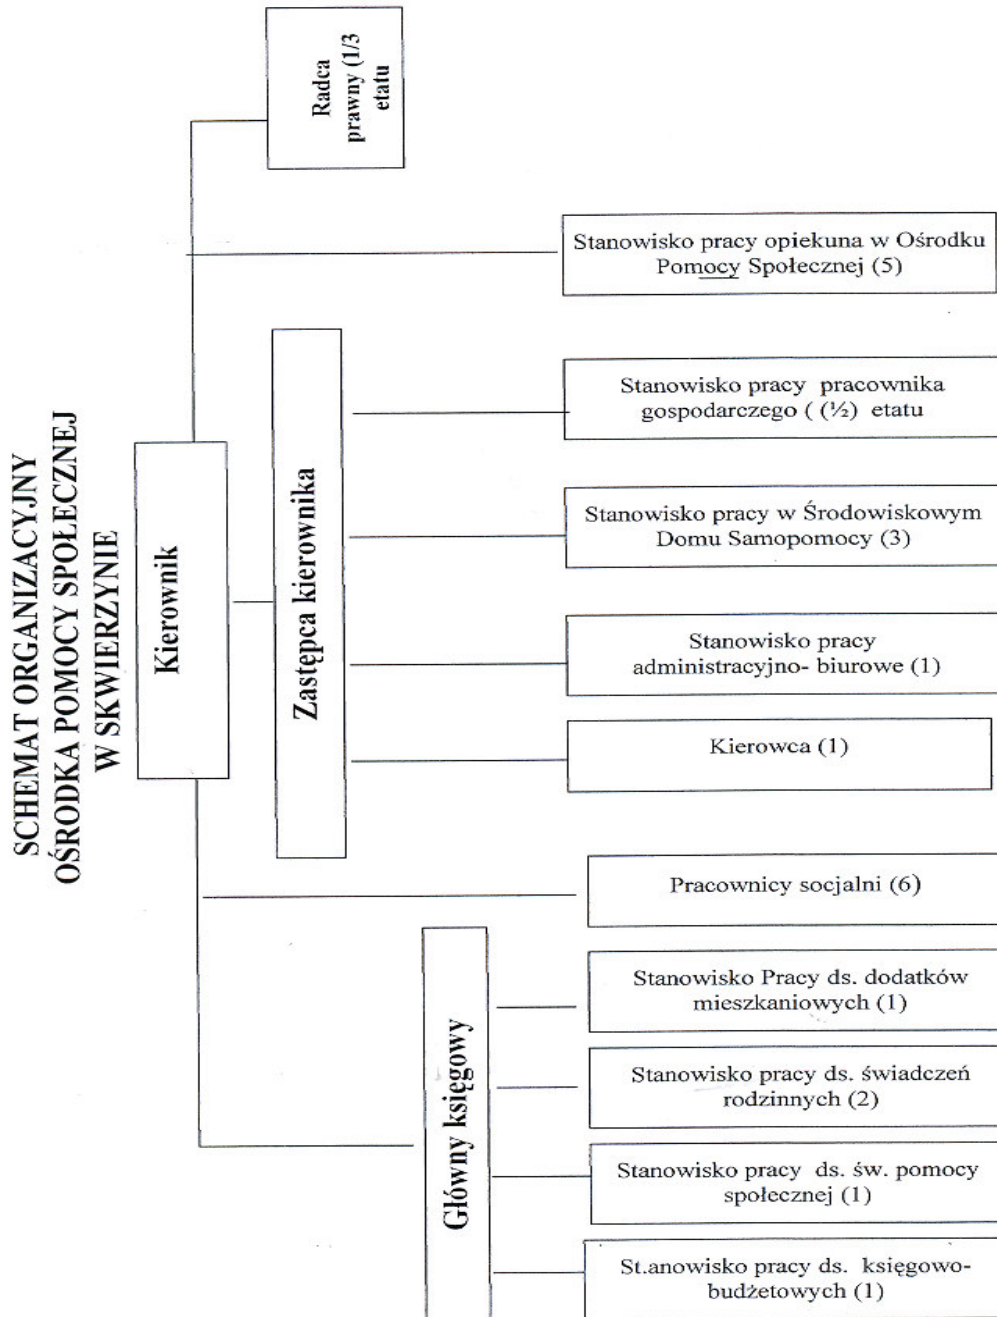 SCHEMAT ORGANIZACYJNY
OŚRODKA POMOCY SPOŁECZNEJ
W SKWIERZYNIE
Kierownik
Radca
prawny (1/3
etatu
Zastępca kierownika
Główny księgowy
Stanowisko pracy opiekuna w Ośrodku
Pomocy Społecznej (5)
Stanowisko pracy pracownika
gospodarczego ( (½) etatu
Stanowisko pracy w Środowiskowym
Domu Samopomocy (3)
Stanowisko pracy
administracyjno- biurowe (1)
Kierowca (1)
Pracownicy socjalni (6)
Stanowisko Pracy ds. dodatków
mieszkaniowych (1)
Stanowisko pracy ds. świadczeń
rodzinnych (2)
Stanowisko pracy ds. św. pomocy
społecznej (1)
St.anowisko pracy ds. księgowo-
budżetowych (1)